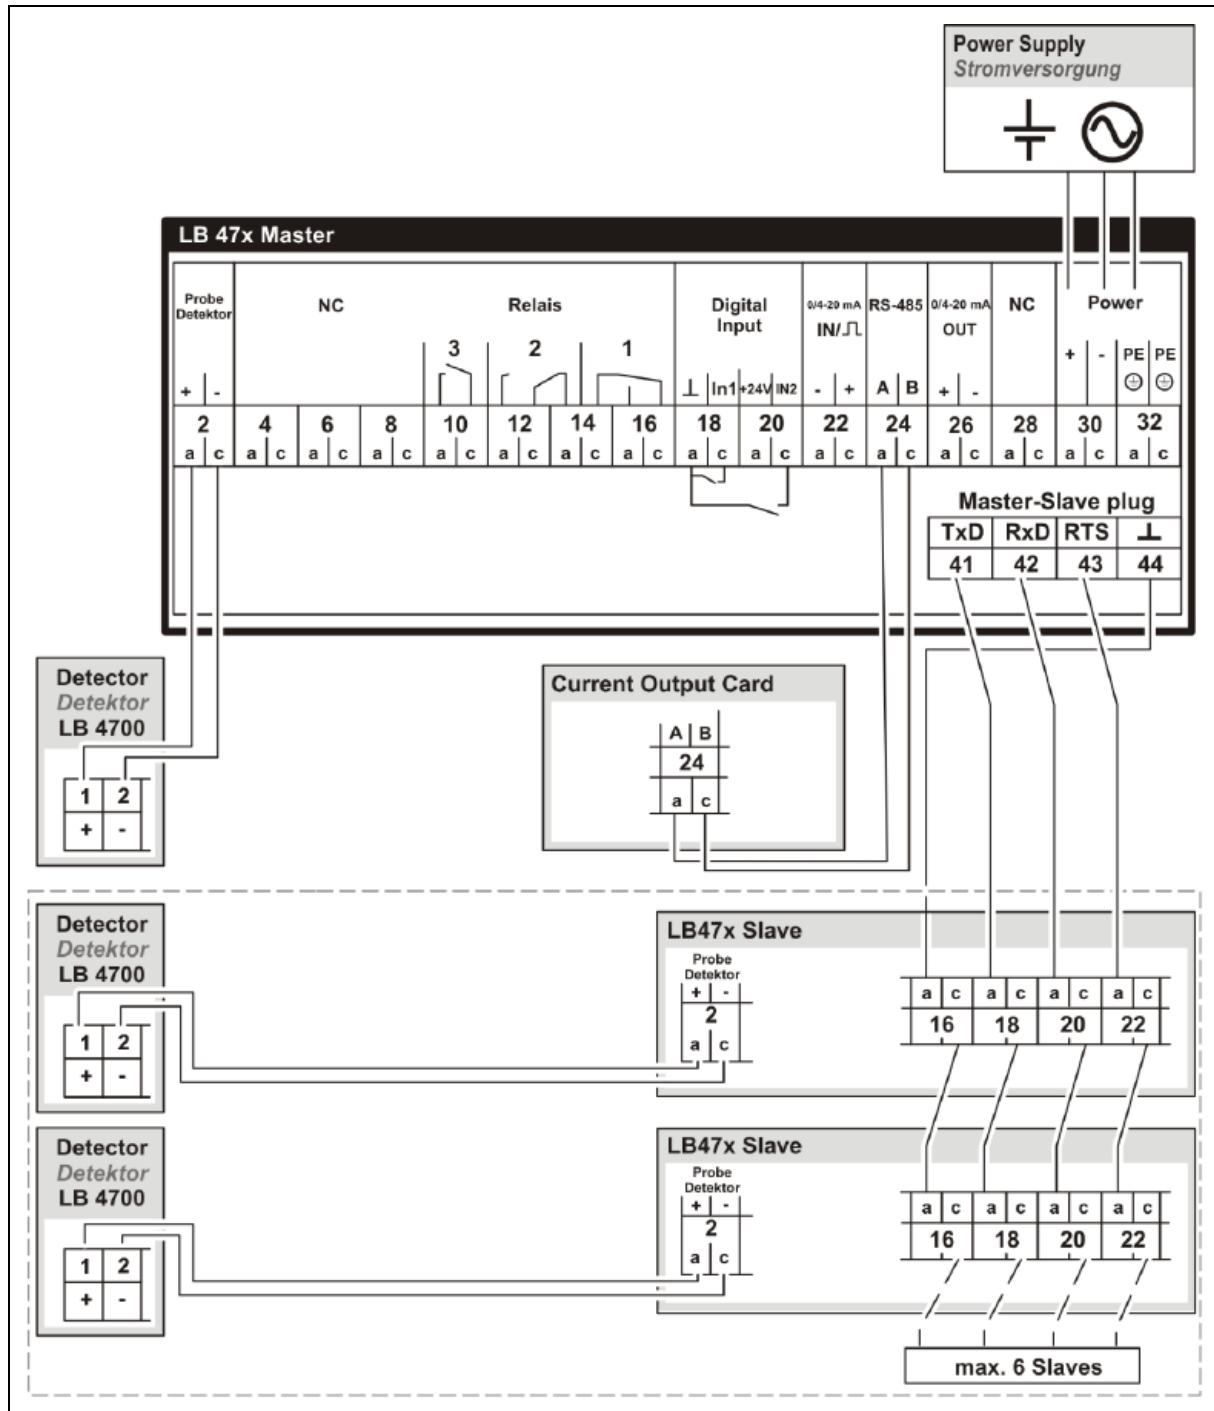 Power Supply
Stromversorgung
LB 47x Master
Probe
Detektor
NC
Relais
Digital
Input
0/4-20 mA
IN/
RS-485
0/4-20 mA
OUT
NC
Power
3 2 1
+ - ⊥ In1 +24V IN2 - + A B + - + - PE PE
2 4 6 8 10 12 14 16 18 20 22 24 26 28 30 32
a c a c a c a c a c a c a c a c a c a c a c a c a c a c a c a c
Master-Slave plug
TxD RxD RTS ⊥
41 42 43 44
Detector
Detektor
LB 4700
1 2
+ -
Current Output Card
A B
24
a c
Detector
Detektor
LB 4700
1 2
+ -
LB47x Slave
Probe
Detektor
+ -
2
a c
a c a c a c a c
16 18 20 22
Detector
Detektor
LB 4700
1 2
+ -
LB47x Slave
Probe
Detektor
+ -
2
a c
a c a c a c a c
16 18 20 22
max. 6 Slaves